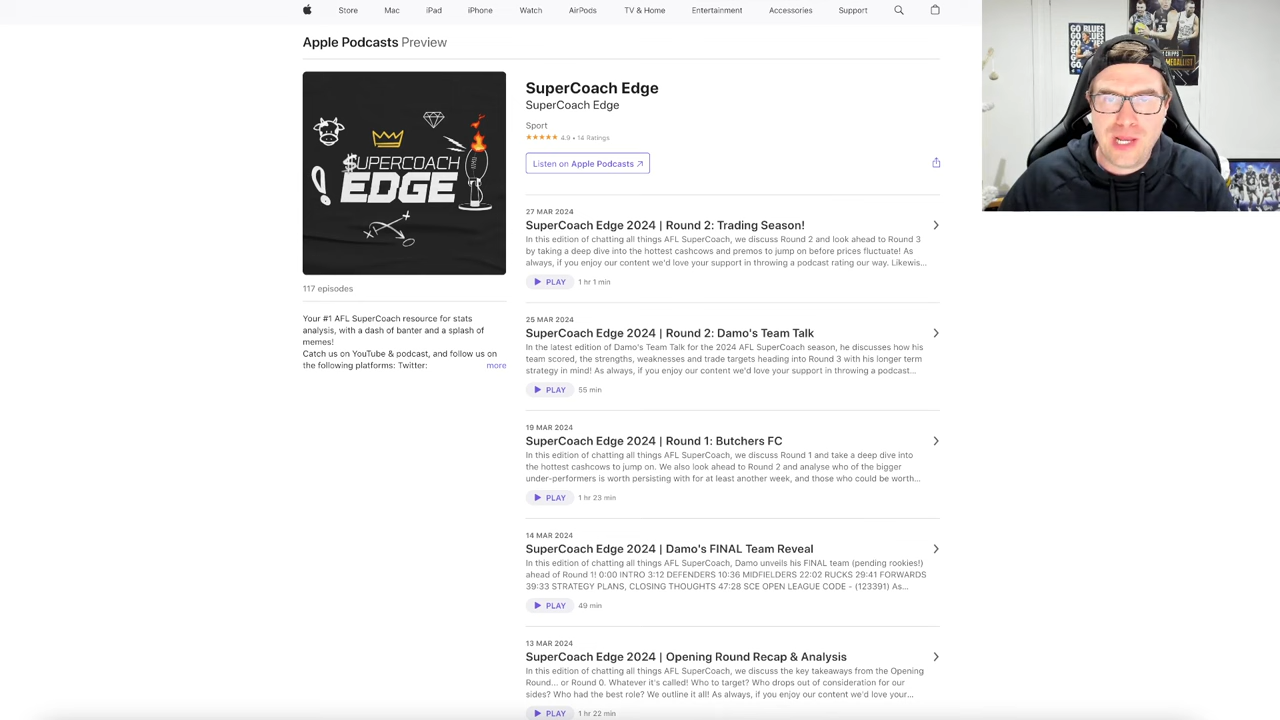 Store
Mac
iPad
iPhone
Watch
AirPods
TV & Home
Entertainment
Accessories
Support
Apple Podcasts Preview
$UPERCOACH
EDGE
117 episodes
Your #1 AFL SuperCoach resource for stats
analysis, with a dash of banter and a splash of
memes!
Catch us on YouTube & podcast, and follow us on
the following platforms: Twitter:
more
SuperCoach Edge
SuperCoach Edge
Sport
★★★★★ 4.9 • 14 Ratings
Listen on Apple Podcasts ↗
27 MAR 2024
SuperCoach Edge 2024 | Round 2: Trading Season!
In this edition of chatting all things AFL SuperCoach, we discuss Round 2 and look ahead to Round 3
by taking a deep dive into the hottest cashcows and premos to jump on before prices fluctuate! As
always, if you enjoy our content we'd love your support in throwing a podcast rating our way. Likewis...
PLAY 1 hr 1 min
25 MAR 2024
SuperCoach Edge 2024 | Round 2: Damo's Team Talk
In the latest edition of Damo's Team Talk for the 2024 AFL SuperCoach season, he discusses how his
team scored, the strengths, weaknesses and trade targets heading into Round 3 with his longer term
strategy in mind! As always, if you enjoy our content we'd love your support in throwing a podcast...
PLAY 55 min
19 MAR 2024
SuperCoach Edge 2024 | Round 1: Butchers FC
In this edition of chatting all things AFL SuperCoach, we discuss Round 1 and take a deep dive into
the hottest cashcows to jump on. We also look ahead to Round 2 and analyse who of the bigger
under-performers is worth persisting with for at least another week, and those who could be worth...
PLAY 1 hr 23 min
14 MAR 2024
SuperCoach Edge 2024 | Damo's FINAL Team Reveal
In this edition of chatting all things AFL SuperCoach, Damo unveils his FINAL team (pending rookies!)
ahead of Round 1! 0:00 INTRO 3:12 DEFENDERS 10:36 MIDFIELDERS 22:02 RUCKS 29:41 FORWARDS
39:33 STRATEGY PLANS, CLOSING THOUGHTS 47:28 SCE OPEN LEAGUE CODE - (123391) As...
PLAY 49 min
13 MAR 2024
SuperCoach Edge 2024 | Opening Round Recap & Analysis
In this edition of chatting all things AFL SuperCoach, we discuss the key takeaways from the Opening
Round... or Round 0. Whatever it's called! Who to target? Who drops out of consideration for our
sides? Who had the best role? We outline it all! As always, if you enjoy our content we'd love your...
PLAY 1 hr 22 min
GO BLUES